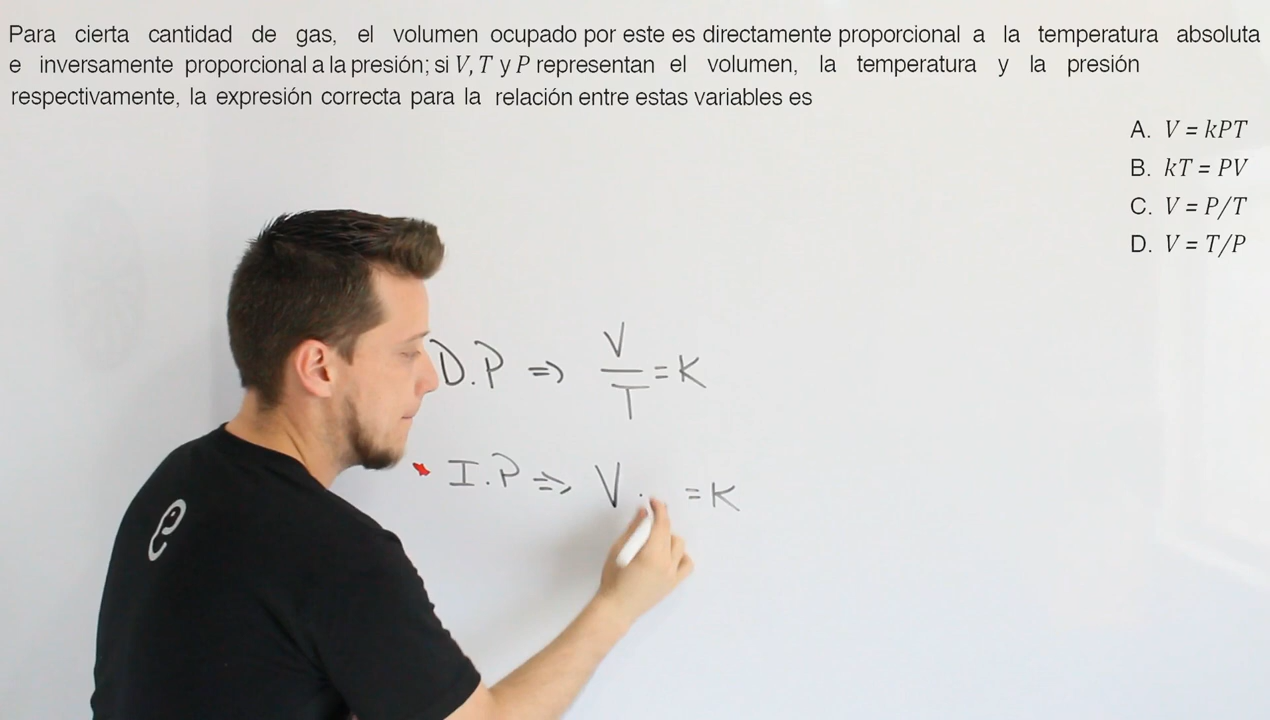 Para cierta cantidad de gas, el volumen ocupado por este es directamente proporcional a la temperatura absoluta
e inversamente proporcional a la presión; si V, T y P representan el volumen, la temperatura y la presión
respectivamente, la expresión correcta para la relación entre estas variables es
A. V = kPT
B. kT = PV
C. V = P/T
D. V = T/P
D.P => V/T = K
I.P => V · = K
e